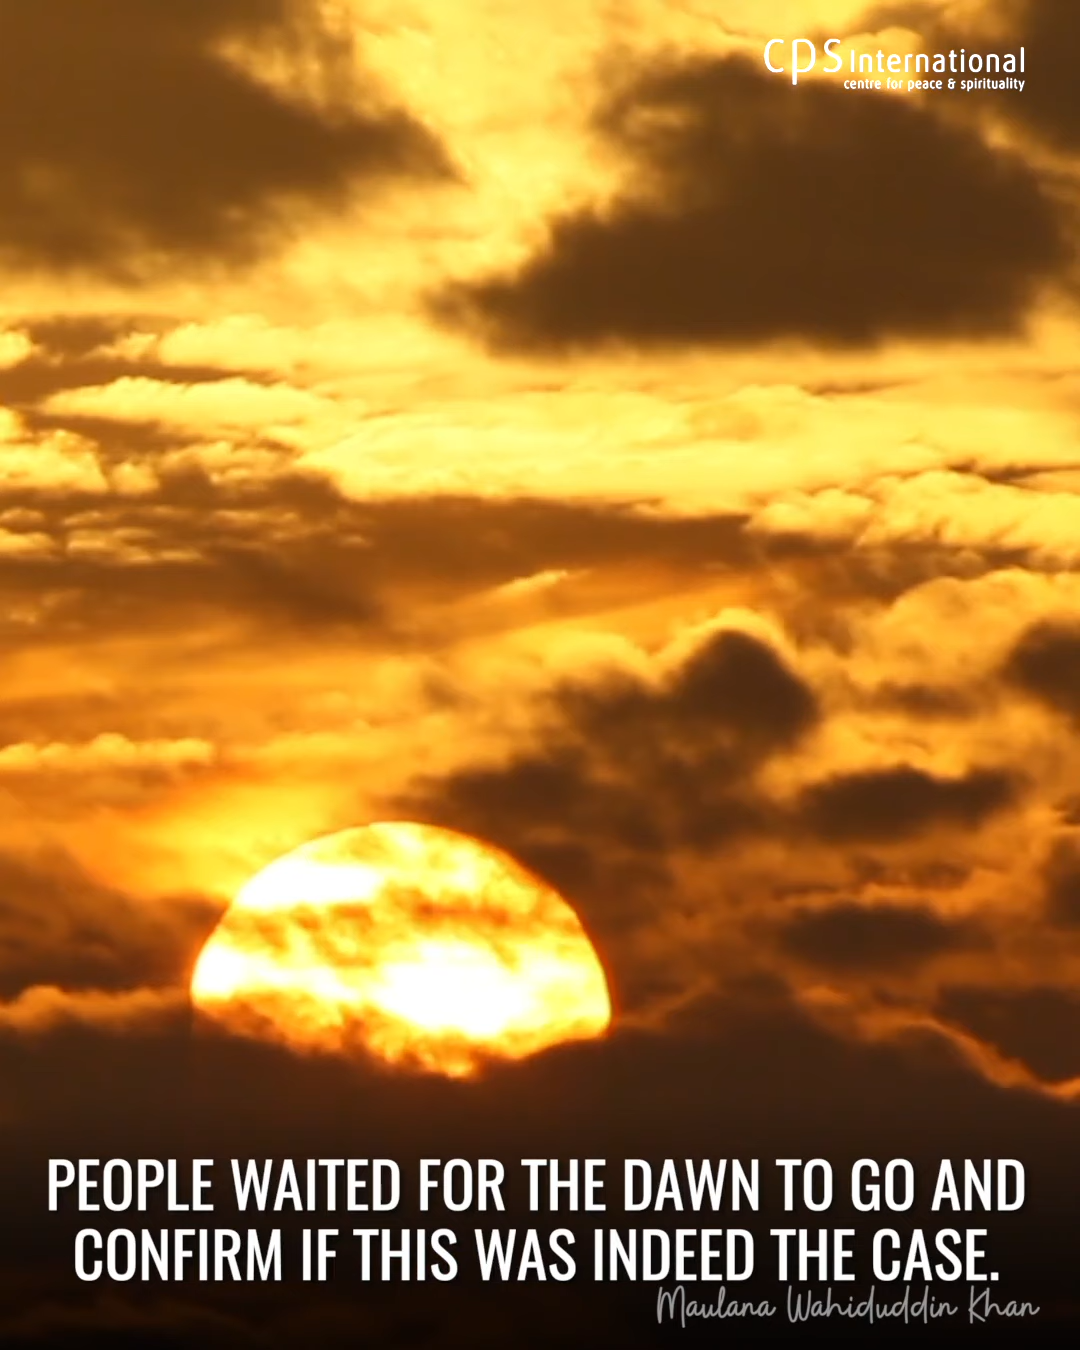 cps International
centre for peace & spirituality
PEOPLE WAITED FOR THE DAWN TO GO AND
CONFIRM IF THIS WAS INDEED THE CASE.
Maulana Wahiduddin Khan